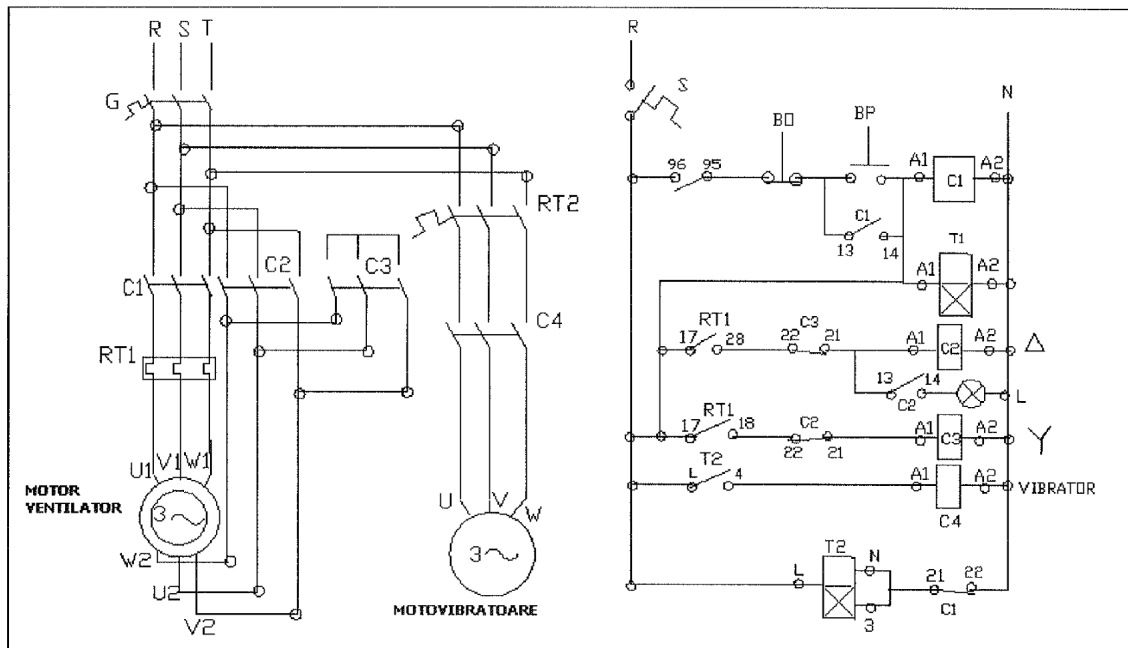 R S T
G
RT2
C1
C2
C3
C4
RT1
U1 V1 W1
MOTOR
VENTILATOR
3
W2
U2
V2
U V W
3
MOTOVIBRATOARE
R
S
N
BO
BP
96 95
A1 C1 A2
C1
13 14
T1
A1 A2
RT1
17 28
C3
22 21
A1 C2 A2 Δ
13 14
C2
L
RT1
17 18
C2
22 21
A1 C3 A2 Y
T2
L 4
A1 A2
C4
VIBRATOR
T2
L N
3
21 22
C1